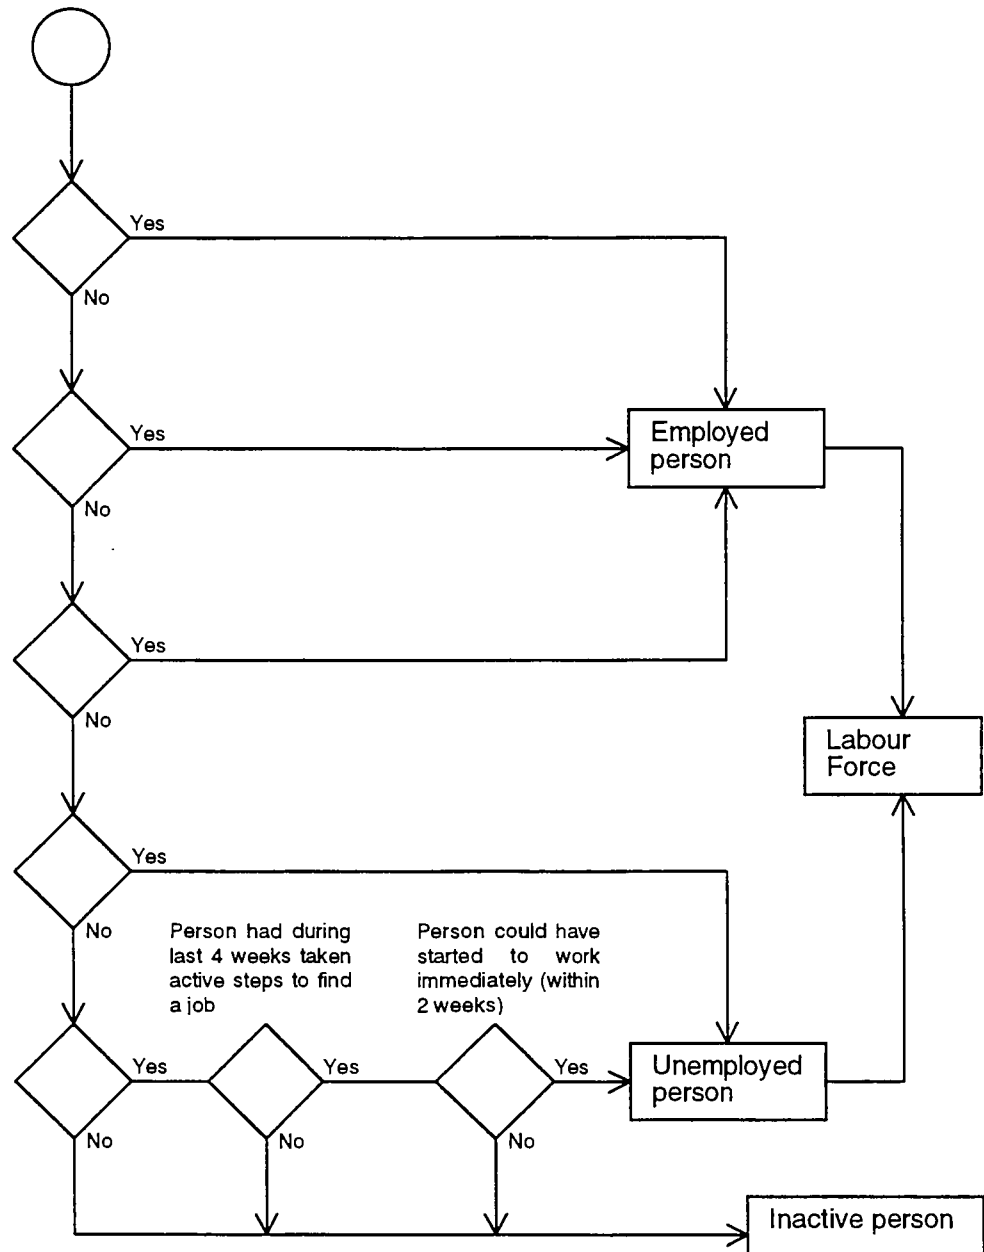 Yes
No
Yes
Employed
person
No
Yes
No
Labour
Force
Yes
No
Person had during
last 4 weeks taken
active steps to find
a job
Person could have
started to work
immediately (within
2 weeks)
Yes
Yes
Yes
Unemployed
person
No
No
No
Inactive person